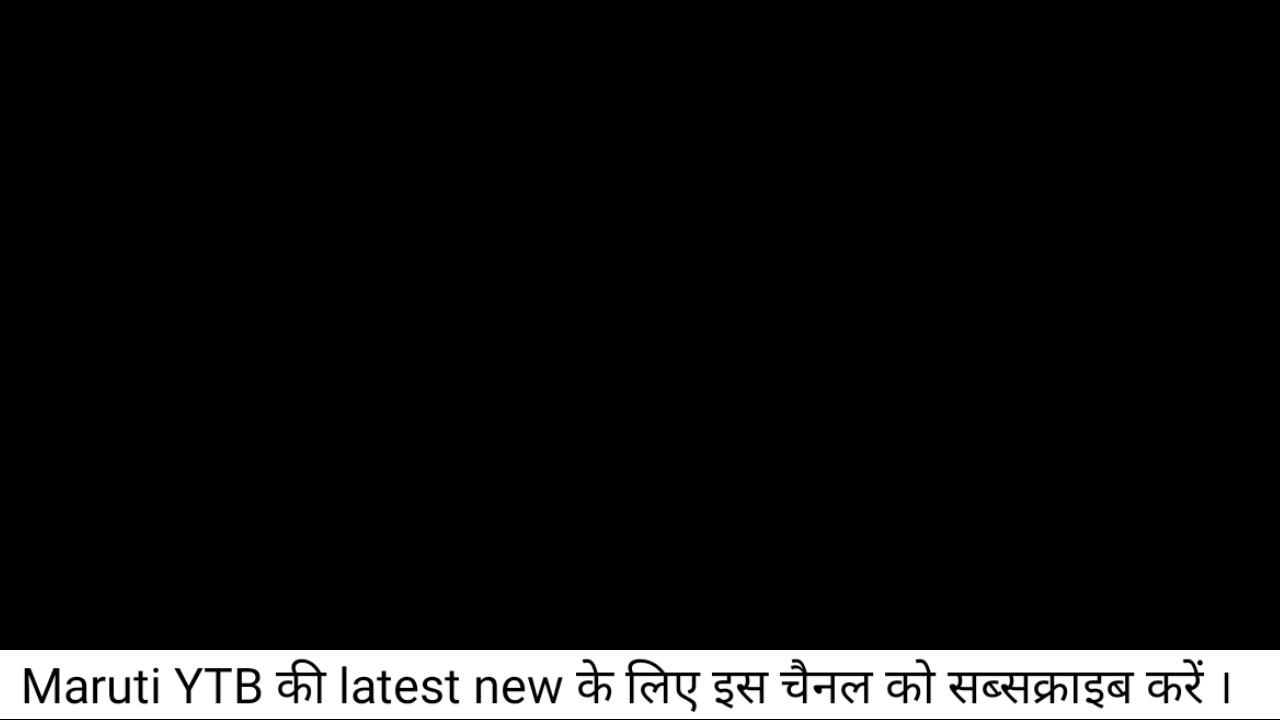 Maruti YTB की latest new के लिए इस चैनल को सब्सक्राइब करें ।